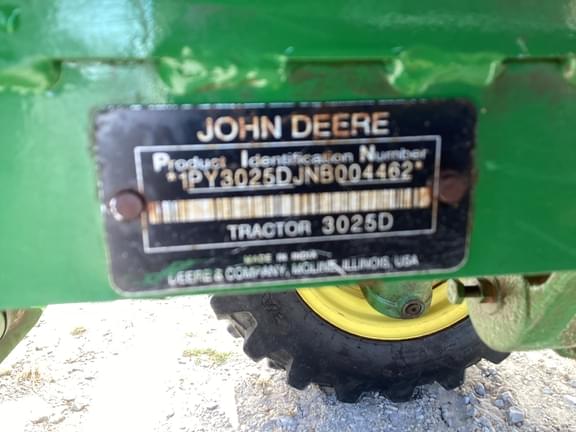 JOHN DEERE
Product Identification Number
*1PY3025DJNB004462*
TRACTOR 3025D
MADE IN INDIA
DEERE & COMPANY, MOLINE, ILLINOIS, USA